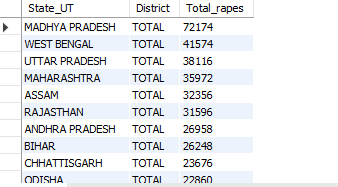 State_UT District Total_rapes
MADHYA PRADESH TOTAL 72174
WEST BENGAL TOTAL 41574
UTTAR PRADESH TOTAL 38116
MAHARASHTRA TOTAL 35972
ASSAM TOTAL 32356
RAJASTHAN TOTAL 31596
ANDHRA PRADESH TOTAL 26958
BIHAR TOTAL 26248
CHHATTISGARH TOTAL 23676
ODISHA TOTAL 22860